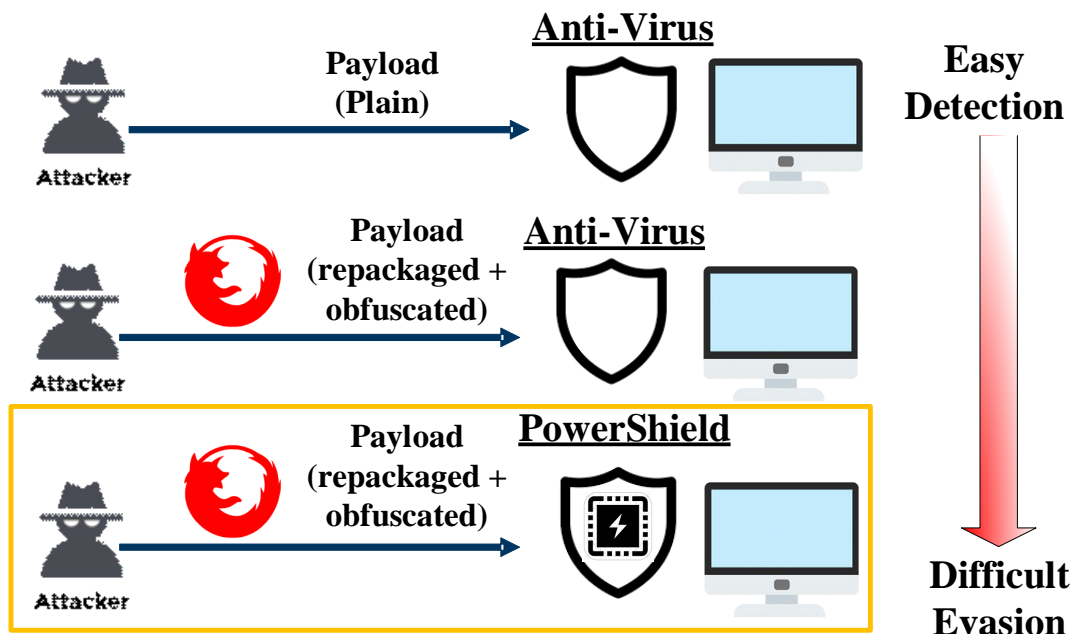 Anti-Virus
Payload
(Plain)
Attacker
Easy
Detection
Anti-Virus
Payload
(repackaged +
obfuscated)
Attacker
PowerShield
Payload
(repackaged +
obfuscated)
Attacker
Difficult
Evasion